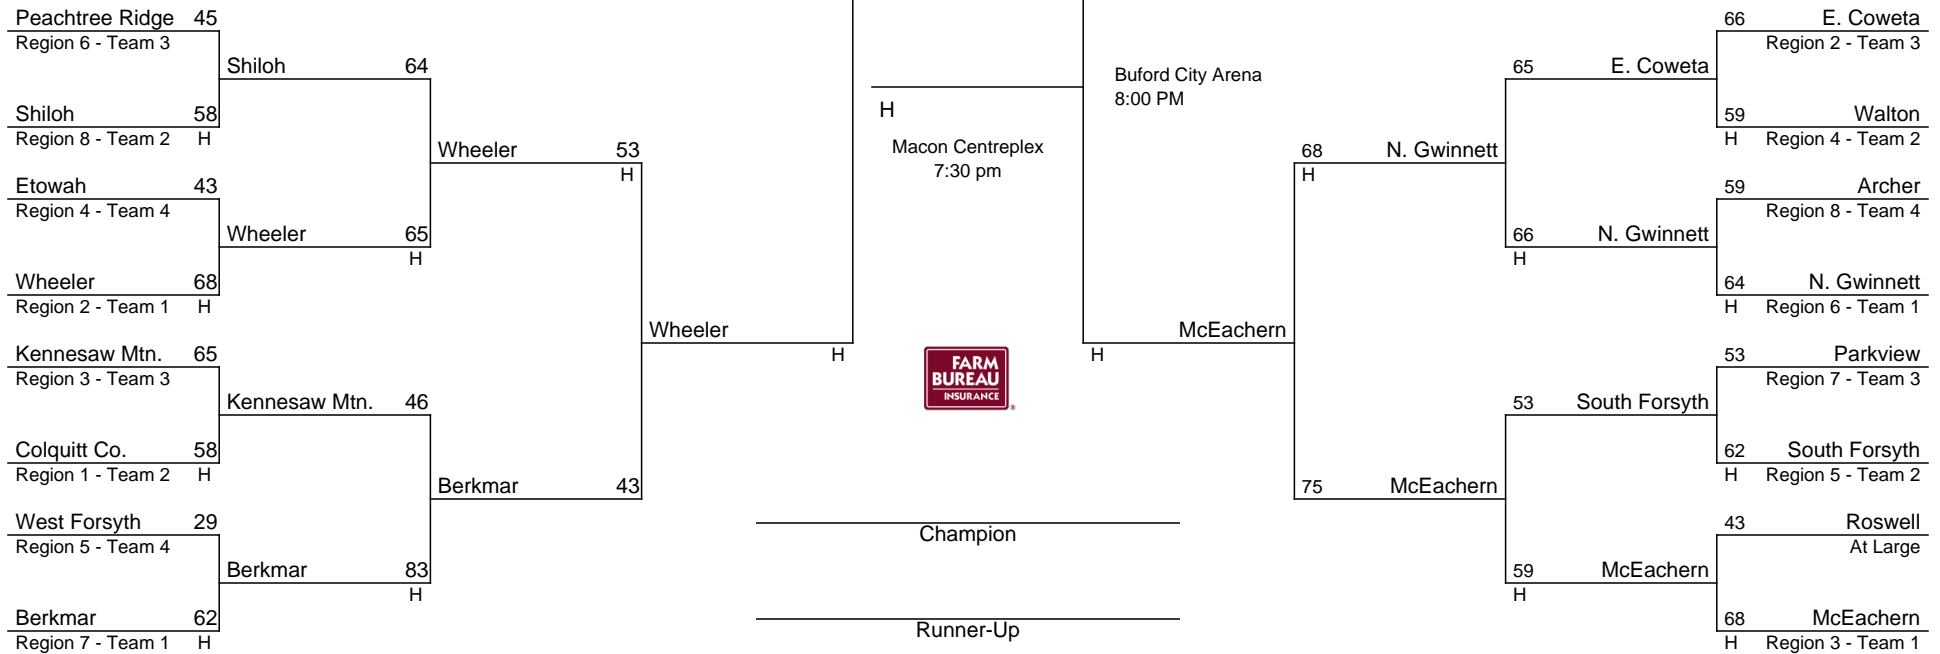 Peachtree Ridge 45
Region 6 - Team 3
Shiloh 64
Shiloh 58
Region 8 - Team 2 H
Wheeler 53
H
Etowah 43
Region 4 - Team 4
Wheeler 65
H
Wheeler 68
Region 2 - Team 1 H
Wheeler
H
Kennesaw Mtn. 65
Region 3 - Team 3
Kennesaw Mtn. 46
Colquitt Co. 58
Region 1 - Team 2 H
Berkmar 43
West Forsyth 29
Region 5 - Team 4
Berkmar 83
H
Berkmar 62
Region 7 - Team 1 H
H
Macon Centreplex
7:30 pm
Buford City Arena
8:00 PM
FARM
BUREAU
INSURANCE
®
Champion
Runner-Up
66 E. Coweta
Region 2 - Team 3
65 E. Coweta
59 Walton
H Region 4 - Team 2
68 N. Gwinnett
H
59 Archer
Region 8 - Team 4
66 N. Gwinnett
H
64 N. Gwinnett
H Region 6 - Team 1
McEachern
H
53 Parkview
Region 7 - Team 3
53 South Forsyth
62 South Forsyth
H Region 5 - Team 2
75 McEachern
43 Roswell
At Large
59 McEachern
H
68 McEachern
H Region 3 - Team 1